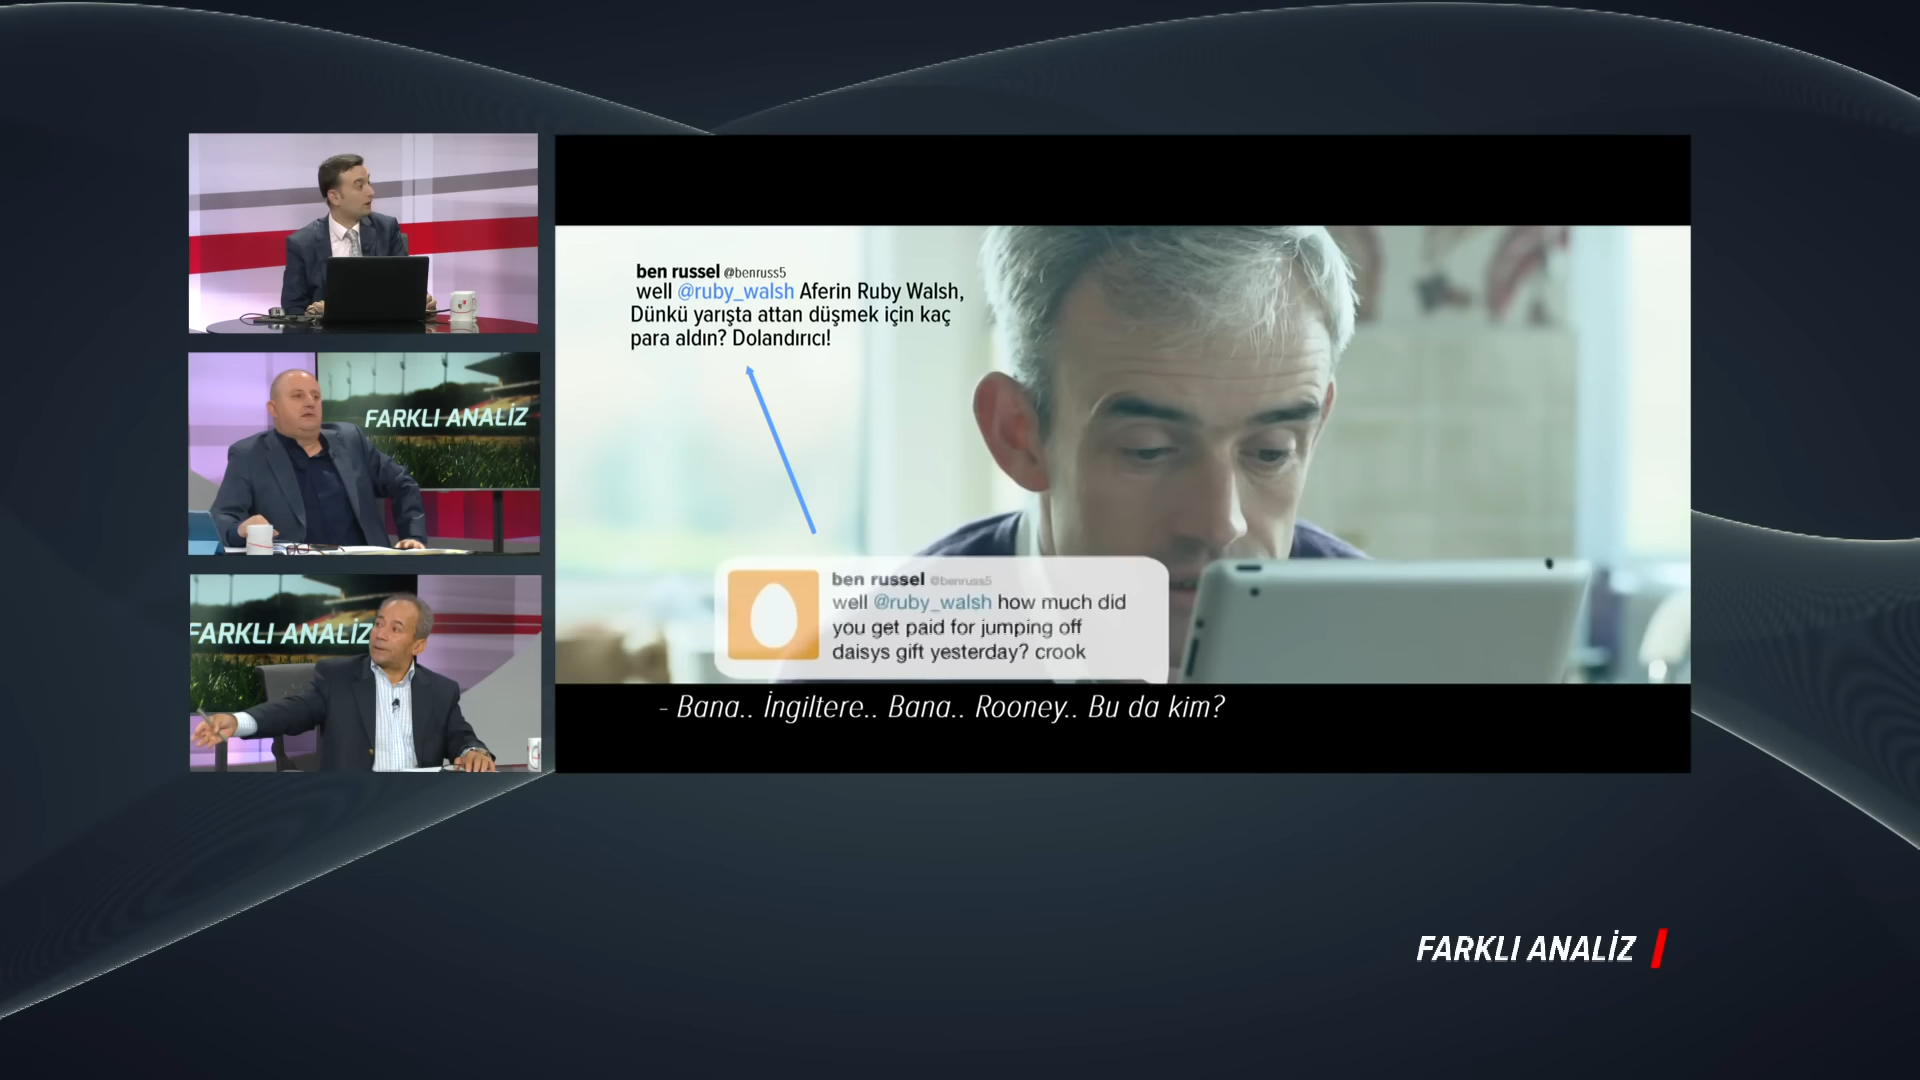 ben russel @benruss5
well @ruby_walsh Aferin Ruby Walsh,
Dünkü yarışta attan düşmek için kaç
para aldın? Dolandırıcı!
FARKLI ANALİZ
FARKLI ANALİZ
ben russel @benruss5
well @ruby_walsh how much did
you get paid for jumping off
daisys gift yesterday? crook
- Bana.. İngiltere.. Bana.. Rooney.. Bu da kim?
FARKLI ANALİZ